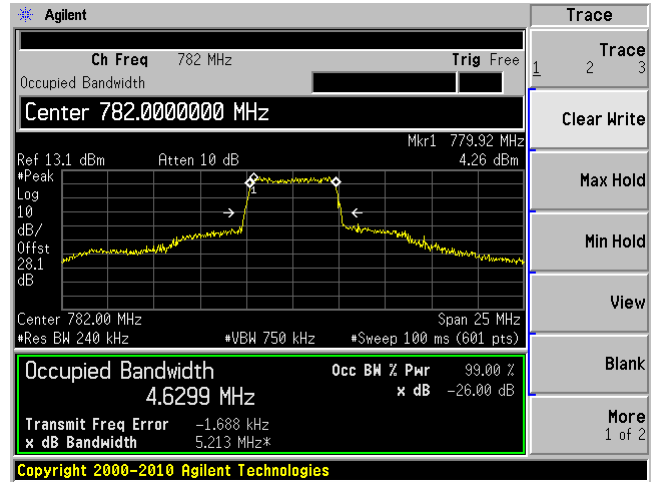 Agilent
Trace
Ch Freq 782 MHz Trig Free
Occupied Bandwidth
Center 782.0000000 MHz
Mkr1 779.92 MHz
Ref 13.1 dBm Atten 10 dB 4.26 dBm
#Peak
Log
10
dB/
Offst
28.1
dB
1
Center 782.00 MHz Span 25 MHz
#Res BW 240 kHz #VBW 750 kHz #Sweep 100 ms (601 pts)
Occupied Bandwidth
4.6299 MHz
Occ BW % Pwr 99.00 %
x dB -26.00 dB
Transmit Freq Error -1.688 kHz
x dB Bandwidth 5.213 MHz*
Copyright 2000-2010 Agilent Technologies
Trace
1 2 3
Clear Write
Max Hold
Min Hold
View
Blank
More
1 of 2